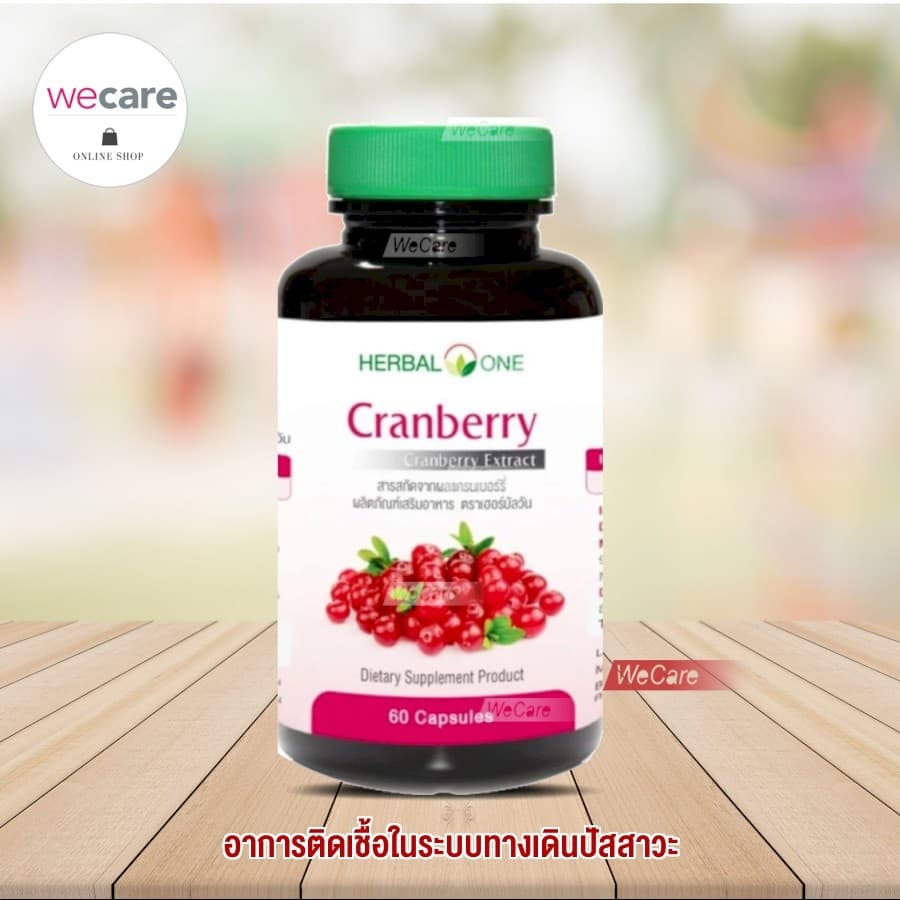 wecare
ONLINE SHOP
WeCare
WeCare
HERBAL ONE
Cranberry
Cranberry Extract
สารสกัดจากผลแครนเบอร์รี่
ผลิตภัณฑ์เสริมอาหาร ตราเฮอร์บัลวัน
WeCare
Dietary Supplement Product
WeCare
60 Capsules
WeCare
อาการติดเชื้อในระบบทางเดินปัสสาวะ